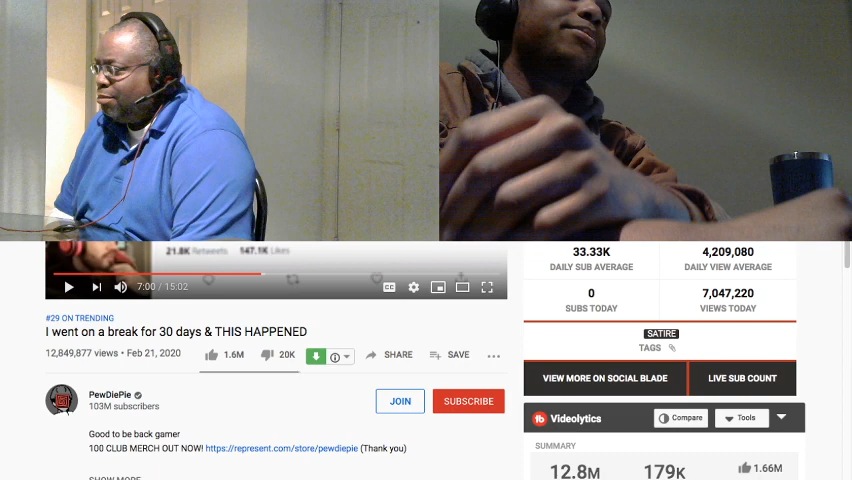 21.8K Retweets 147.1K Likes
7:00 / 15:02
#29 ON TRENDING
I went on a break for 30 days & THIS HAPPENED
12,849,877 views • Feb 21, 2020
1.6M
20K
SHARE
SAVE
PewDiePie
103M subscribers
JOIN
SUBSCRIBE
Good to be back gamer
100 CLUB MERCH OUT NOW! https://represent.com/store/pewdiepie (Thank you)
SHOW MORE
33.33K
DAILY SUB AVERAGE
4,209,080
DAILY VIEW AVERAGE
0
SUBS TODAY
7,047,220
VIEWS TODAY
SATIRE
TAGS
VIEW MORE ON SOCIAL BLADE
LIVE SUB COUNT
tb Videolytics
Compare
Tools
SUMMARY
12.8M
179K
1.66M